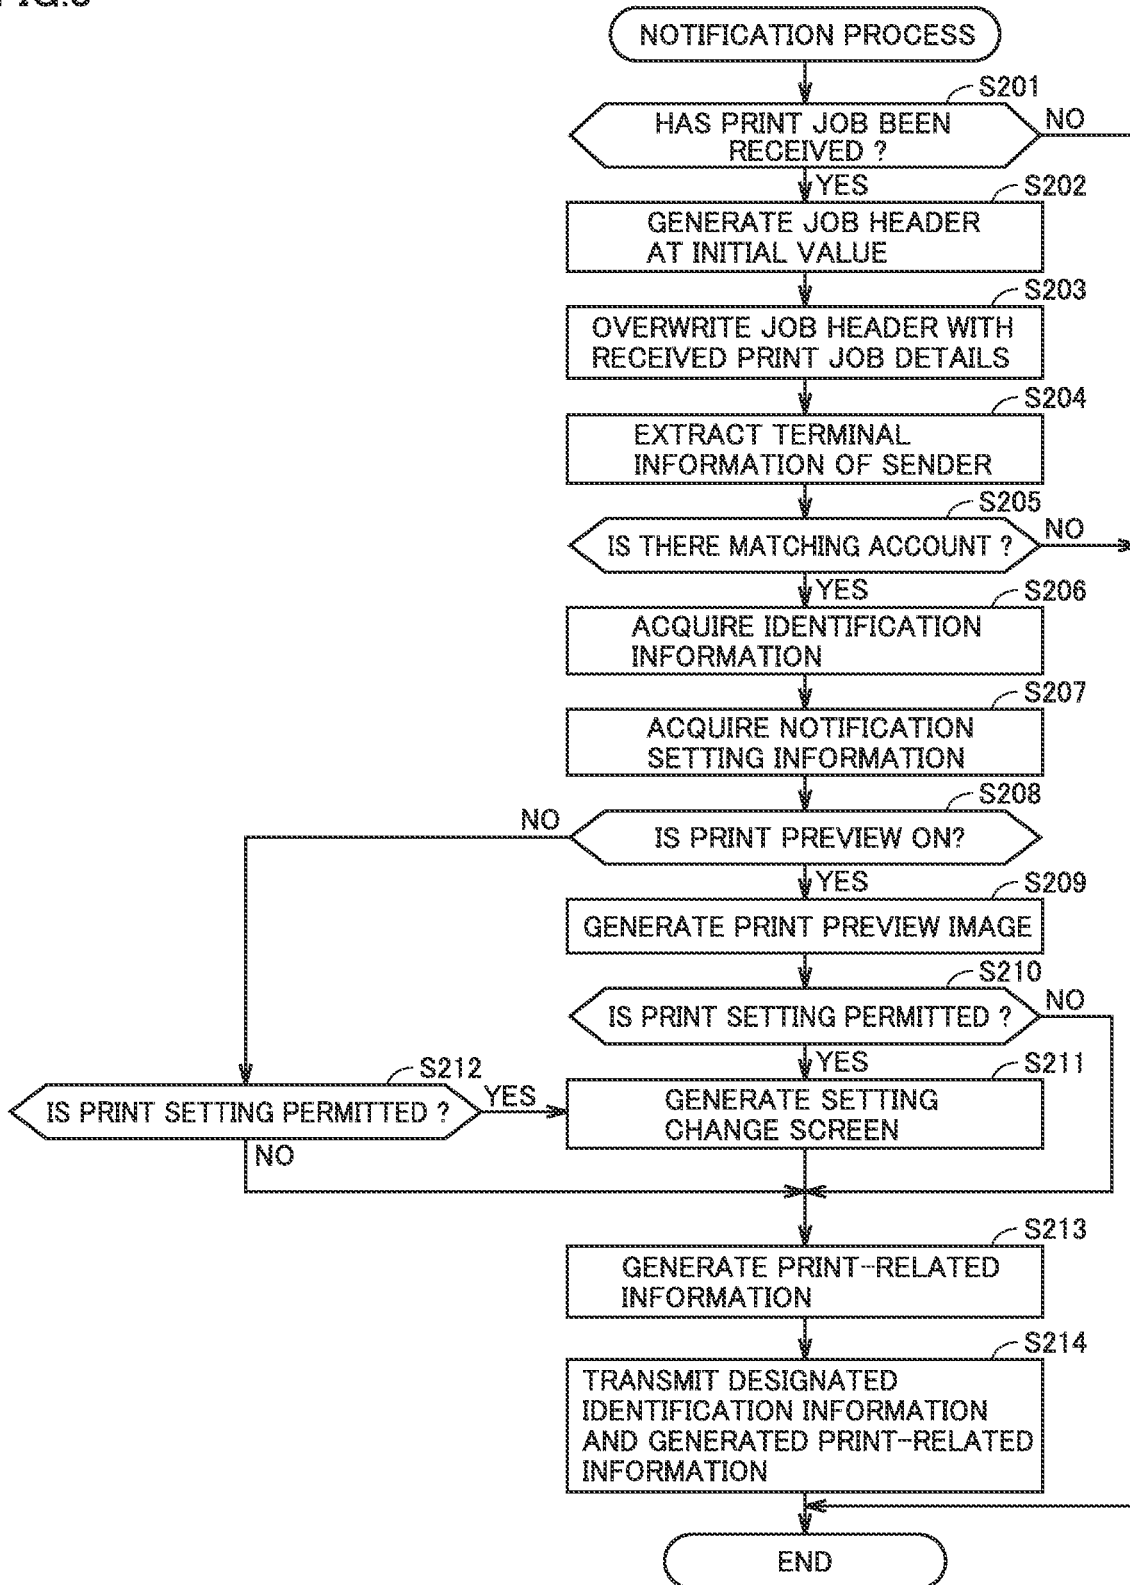 NOTIFICATION PROCESS
S201
HAS PRINT JOB BEEN
RECEIVED ?
NO
YES
S202
GENERATE JOB HEADER
AT INITIAL VALUE
S203
OVERWRITE JOB HEADER WITH
RECEIVED PRINT JOB DETAILS
S204
EXTRACT TERMINAL
INFORMATION OF SENDER
S205
IS THERE MATCHING ACCOUNT ?
NO
YES
S206
ACQUIRE IDENTIFICATION
INFORMATION
S207
ACQUIRE NOTIFICATION
SETTING INFORMATION
S208
NO
IS PRINT PREVIEW ON?
YES
S209
GENERATE PRINT PREVIEW IMAGE
S210
IS PRINT SETTING PERMITTED ?
NO
YES
S212
IS PRINT SETTING PERMITTED ?
YES
NO
S211
GENERATE SETTING
CHANGE SCREEN
S213
GENERATE PRINT-RELATED
INFORMATION
S214
TRANSMIT DESIGNATED
IDENTIFICATION INFORMATION
AND GENERATED PRINT-RELATED
INFORMATION
END